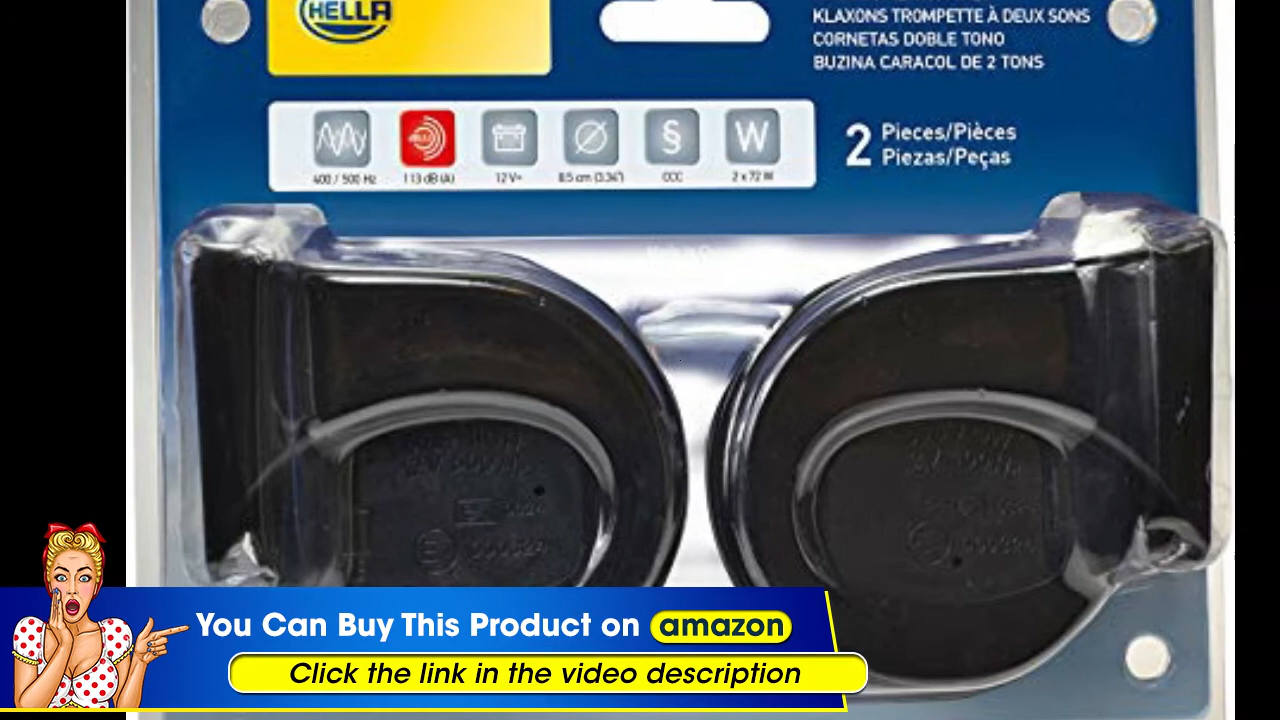 HELLA
KLAXONS TROMPETTE À DEUX SONS
CORNETAS DOBLE TONO
BUZINA CARACOL DE 2 TONS
§ W
400 / 500 Hz 113 dB (A) 12 V= 8.5 cm (3.34") CCC 2 x 72 W
2 Pieces/Pièces
Piezas/Peças
You Can Buy This Product on amazon
Click the link in the video description